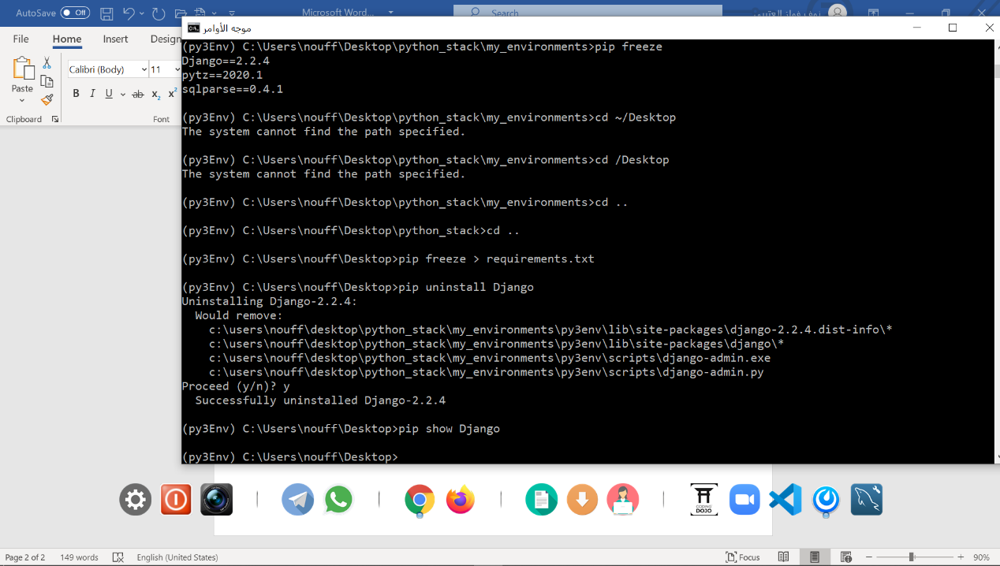 AutoSave Off
Microsoft Word...
Search
File Home Insert Design
موجه الأوامر
Calibri (Body) 11
Paste
B I U ab x₂ x²
Clipboard Font
(py3Env) C:\Users\nouff\Desktop\python_stack\my_environments>pip freeze
Django==2.2.4
pytz==2020.1
sqlparse==0.4.1
(py3Env) C:\Users\nouff\Desktop\python_stack\my_environments>cd ~/Desktop
The system cannot find the path specified.
(py3Env) C:\Users\nouff\Desktop\python_stack\my_environments>cd /Desktop
The system cannot find the path specified.
(py3Env) C:\Users\nouff\Desktop\python_stack\my_environments>cd ..
(py3Env) C:\Users\nouff\Desktop\python_stack>cd ..
(py3Env) C:\Users\nouff\Desktop>pip freeze > requirements.txt
(py3Env) C:\Users\nouff\Desktop>pip uninstall Django
Uninstalling Django-2.2.4:
Would remove:
c:\users\nouff\desktop\python_stack\my_environments\py3env\lib\site-packages\django-2.2.4.dist-info\*
c:\users\nouff\desktop\python_stack\my_environments\py3env\lib\site-packages\django\*
c:\users\nouff\desktop\python_stack\my_environments\py3env\scripts\django-admin.exe
c:\users\nouff\desktop\python_stack\my_environments\py3env\scripts\django-admin.py
Proceed (y/n)? y
Successfully uninstalled Django-2.2.4
(py3Env) C:\Users\nouff\Desktop>pip show Django
(py3Env) C:\Users\nouff\Desktop>
CODING
DOJO
Page 2 of 2 149 words English (United States) Focus 90%